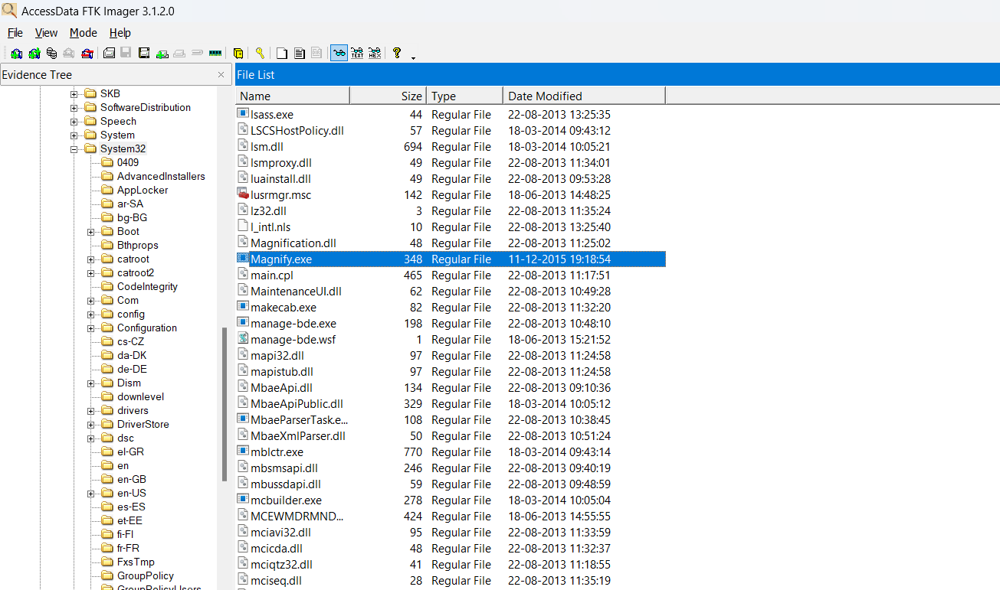 AccessData FTK Imager 3.1.2.0
File View Mode Help
Evidence Tree
SKB
SoftwareDistribution
Speech
System
System32
0409
AdvancedInstallers
AppLocker
ar-SA
bg-BG
Boot
Bthprops
catroot
catroot2
CodeIntegrity
Com
config
Configuration
cs-CZ
da-DK
de-DE
Dism
downlevel
drivers
DriverStore
dsc
el-GR
en
en-GB
en-US
es-ES
et-EE
fi-FI
fr-FR
FxsTmp
GroupPolicy
GroupPolicyUsers
File List
Name Size Type Date Modified
lsass.exe 44 Regular File 22-08-2013 13:25:35
LSCSHostPolicy.dll 57 Regular File 18-03-2014 09:43:12
lsm.dll 694 Regular File 18-03-2014 10:05:21
lsmproxy.dll 49 Regular File 22-08-2013 11:34:01
luainstall.dll 49 Regular File 22-08-2013 09:53:28
lusrmgr.msc 142 Regular File 18-06-2013 14:48:25
lz32.dll 3 Regular File 22-08-2013 11:35:24
l_intl.nls 10 Regular File 22-08-2013 13:25:40
Magnification.dll 48 Regular File 22-08-2013 11:25:02
Magnify.exe 348 Regular File 11-12-2015 19:18:54
main.cpl 465 Regular File 22-08-2013 11:17:51
MaintenanceUI.dll 62 Regular File 22-08-2013 10:49:28
makecab.exe 82 Regular File 22-08-2013 11:32:20
manage-bde.exe 198 Regular File 22-08-2013 10:48:10
manage-bde.wsf 1 Regular File 18-06-2013 15:21:52
mapi32.dll 97 Regular File 22-08-2013 11:24:58
mapistub.dll 97 Regular File 22-08-2013 11:24:58
MbaeApi.dll 134 Regular File 22-08-2013 09:10:36
MbaeApiPublic.dll 329 Regular File 18-03-2014 10:05:12
MbaeParserTask.e... 108 Regular File 22-08-2013 10:38:45
MbaeXmlParser.dll 50 Regular File 22-08-2013 10:51:24
mblctr.exe 770 Regular File 18-03-2014 09:43:14
mbsmsapi.dll 246 Regular File 22-08-2013 09:40:19
mbussdapi.dll 59 Regular File 22-08-2013 09:48:59
mcbuilder.exe 278 Regular File 18-03-2014 10:05:04
MCEWMDRMND... 424 Regular File 18-06-2013 14:55:55
mciavi32.dll 95 Regular File 22-08-2013 11:33:59
mcicda.dll 48 Regular File 22-08-2013 11:32:37
mciqtz32.dll 41 Regular File 22-08-2013 11:18:55
mciseq.dll 28 Regular File 22-08-2013 11:35:19